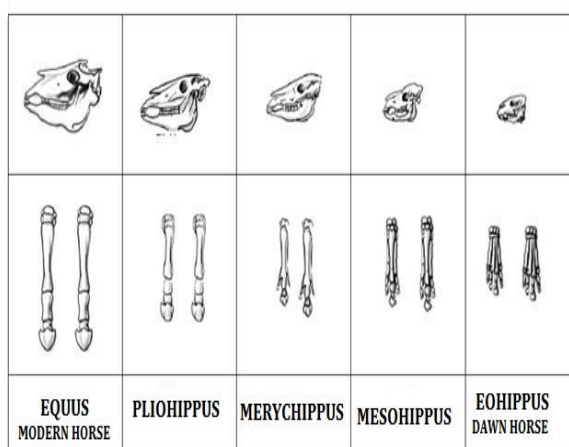 EQUUS
MODERN HORSE
PLIOHIPPUS
MERYCHIPPUS
MESOHIPPUS
EOHIPPUS
DAWN HORSE